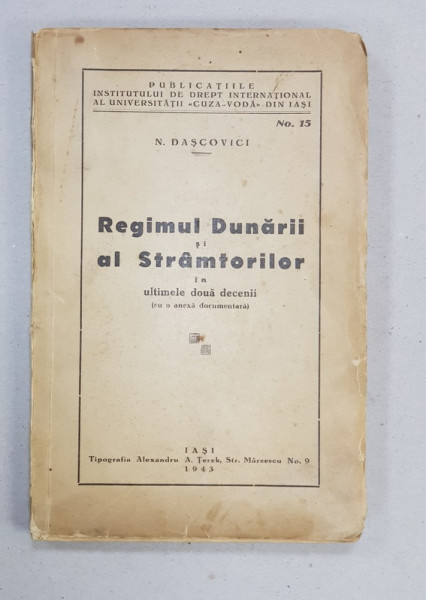 PUBLICAȚIILE
INSTITUTULUI DE DREPT INTERNAȚIONAL
AL UNIVERSITĂȚII «CUZA-VODĂ» DIN IAȘI
No. 15
N. DAȘCOVICI
Regimul Dunării
și
al Strâmtorilor
în
ultimele două decenii
(cu o anexă documentară)
IAȘI
Tipografia Alexandru A. Țerek, Str. Mârzescu No. 9
1943